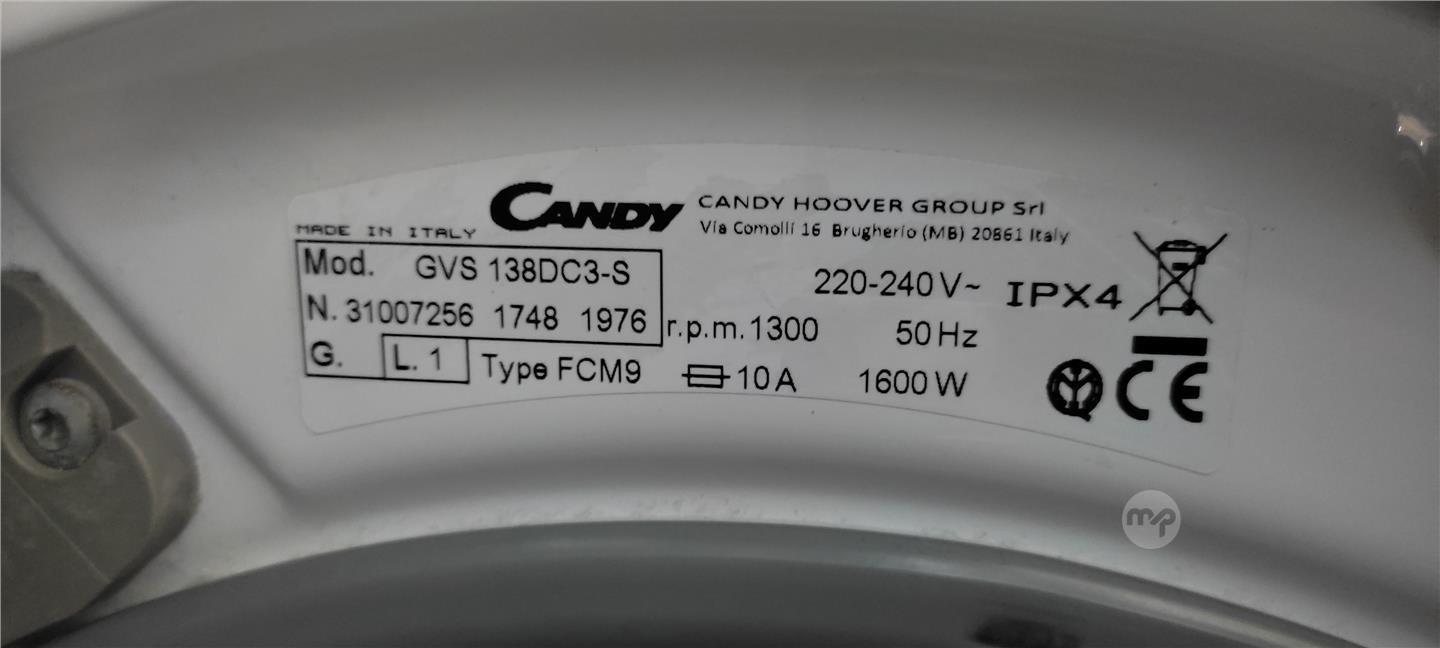 CANDY
CANDY HOOVER GROUP Srl
Via Comolli 16 Brugherio (MB) 20861 Italy
MADE IN ITALY
Mod. GVS 138DC3-S
220-240V~ IPX4
N. 31007256 1748 1976 r.p.m.1300 50Hz
G. L. 1 Type FCM9 10A 1600W
CE
mp